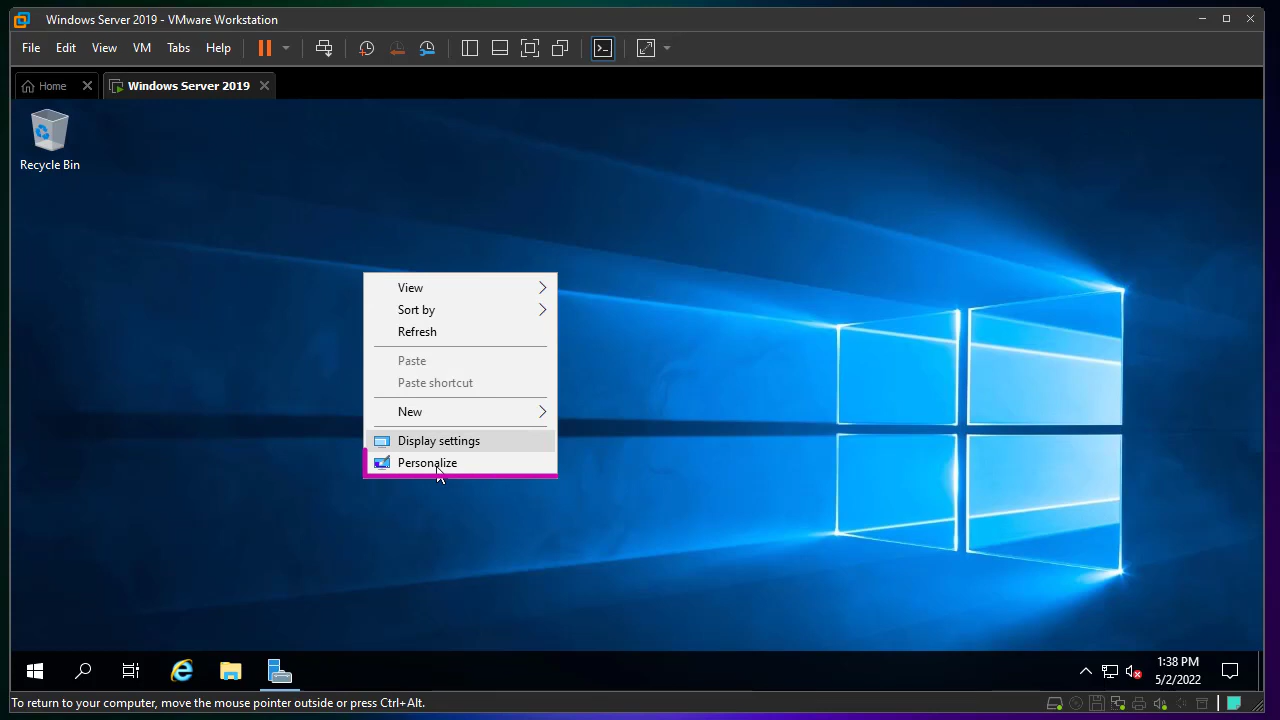 Windows Server 2019 - VMware Workstation
File Edit View VM Tabs Help
Home Windows Server 2019
Recycle Bin
View
Sort by
Refresh
Paste
Paste shortcut
New
Display settings
Personalize
1:38 PM
5/2/2022
To return to your computer, move the mouse pointer outside or press Ctrl+Alt.